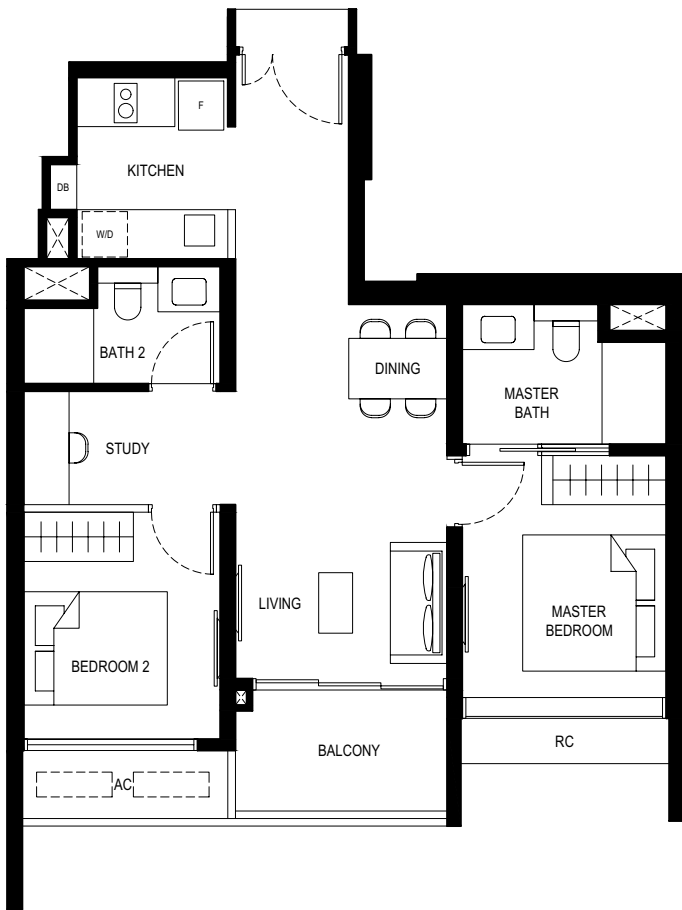 F
KITCHEN
DB
W/D
BATH 2
DINING
MASTER
BATH
STUDY
LIVING
MASTER
BEDROOM
BEDROOM 2
BALCONY
RC
AC